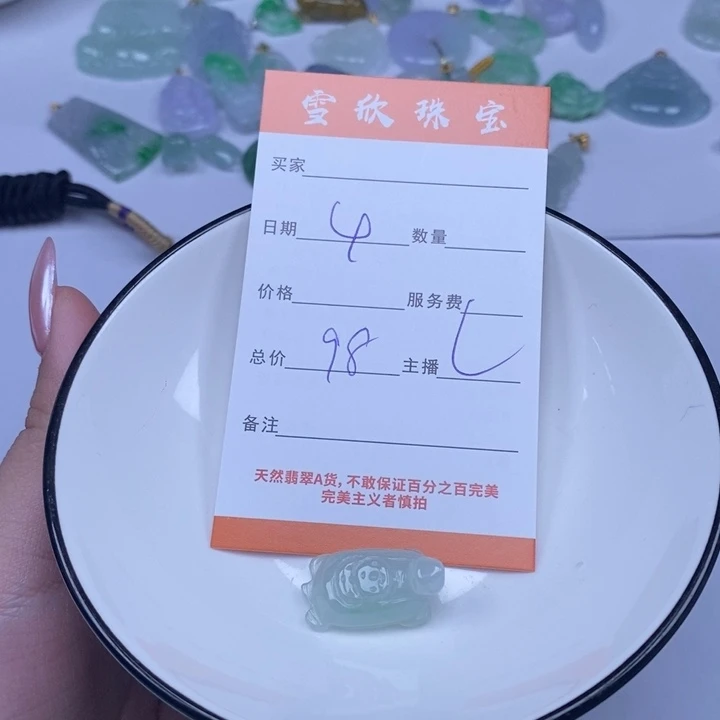 雪欣珠宝
买家
日期 4 数量
价格 服务费
总价 98 主播 L
备注
天然翡翠A货,不敢保证百分之百完美
完美主义者慎拍